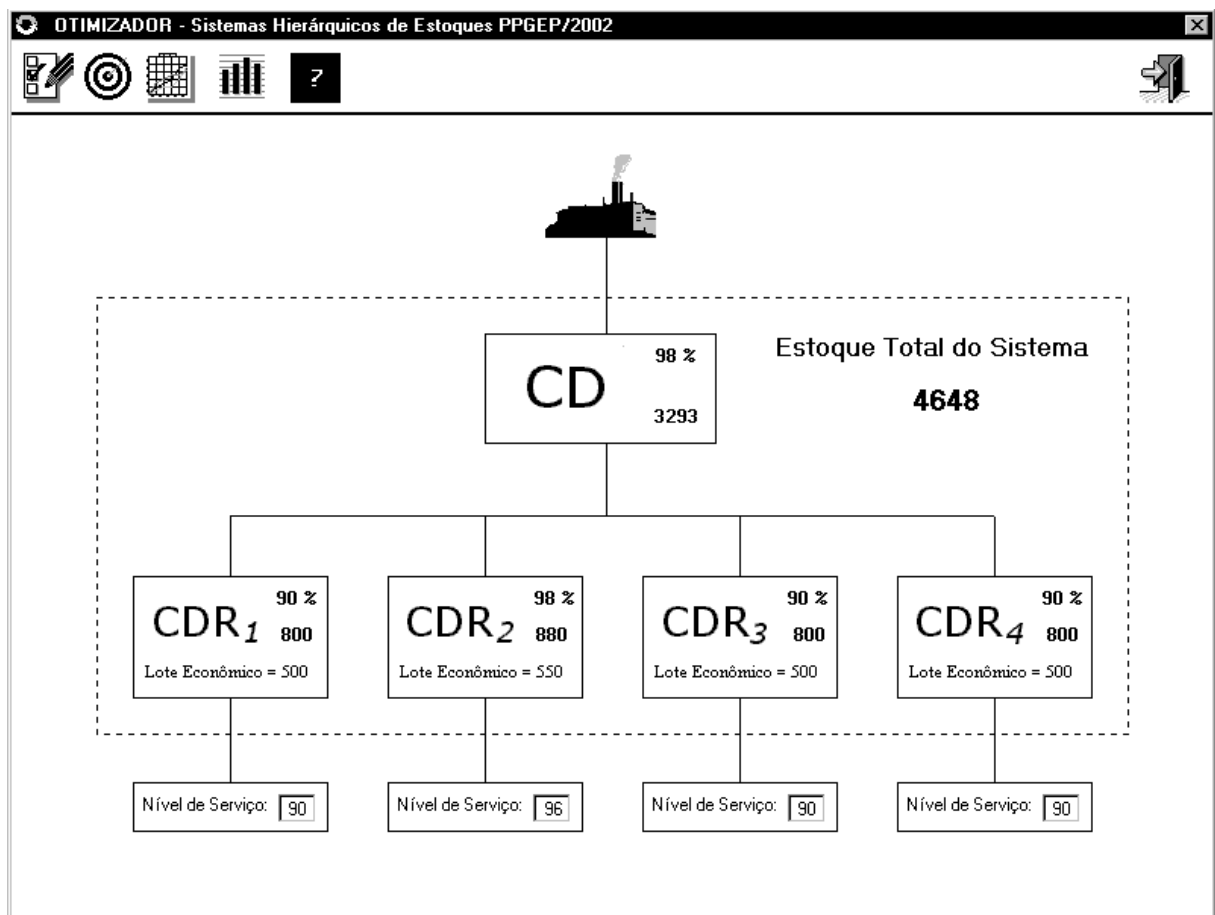 OTIMIZADOR - Sistemas Hierárquicos de Estoques PPGEP/2002
?
Estoque Total do Sistema
4648
CD
98 %
3293
CDR1
90 %
800
Lote Econômico = 500
CDR2
98 %
880
Lote Econômico = 550
CDR3
90 %
800
Lote Econômico = 500
CDR4
90 %
800
Lote Econômico = 500
Nível de Serviço: 90
Nível de Serviço: 96
Nível de Serviço: 90
Nível de Serviço: 90